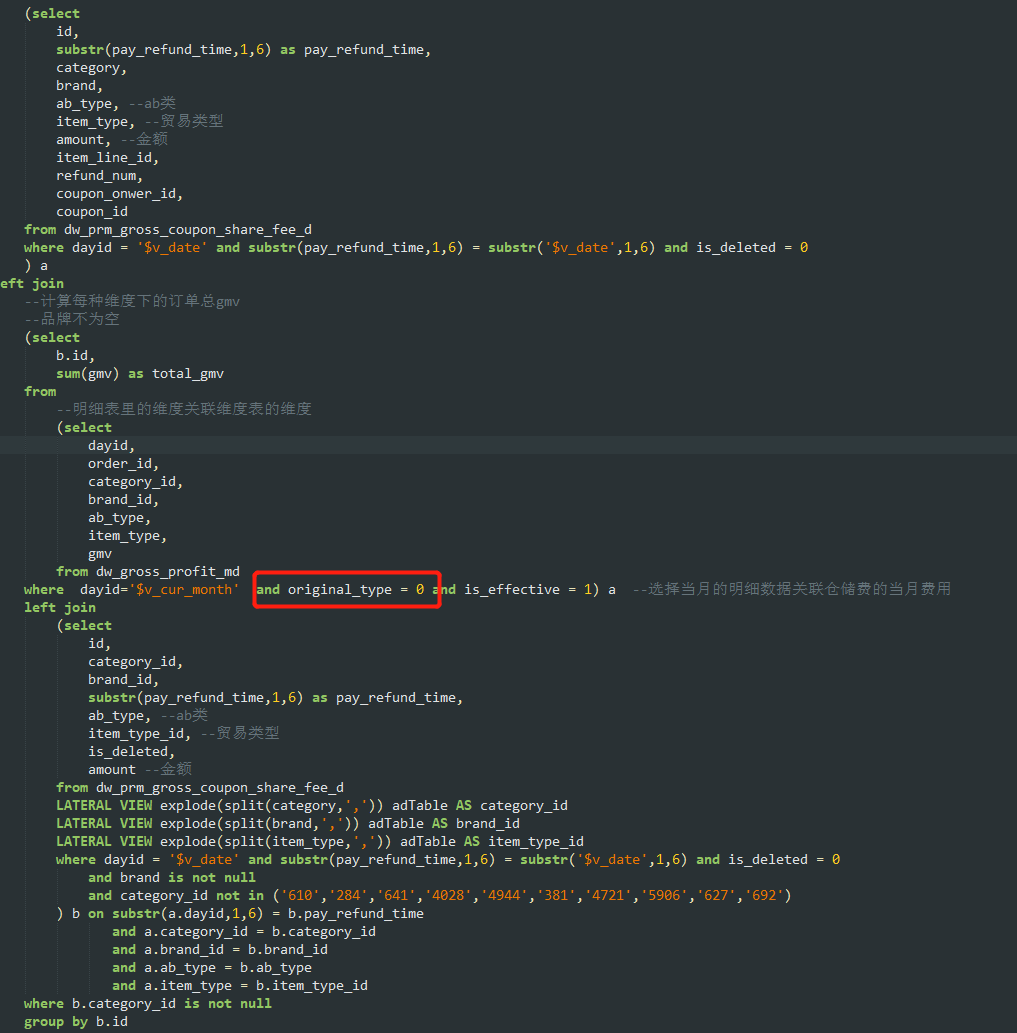 (select
id,
substr(pay_refund_time,1,6) as pay_refund_time,
category,
brand,
ab_type, --ab类
item_type, --贸易类型
amount, --金额
item_line_id,
refund_num,
coupon_onwer_id,
coupon_id
from dw_prm_gross_coupon_share_fee_d
where dayid = '$v_date' and substr(pay_refund_time,1,6) = substr('$v_date',1,6) and is_deleted = 0
) a
eft join
--计算每种维度下的订单总gmv
--品牌不为空
(select
b.id,
sum(gmv) as total_gmv
from
--明细表里的维度关联维度表的维度
(select
dayid,
order_id,
category_id,
brand_id,
ab_type,
item_type,
gmv
from dw_gross_profit_md
where dayid='$v_cur_month' and original_type = 0 and is_effective = 1) a --选择当月的明细数据关联仓储费的当月费用
left join
(select
id,
category_id,
brand_id,
substr(pay_refund_time,1,6) as pay_refund_time,
ab_type, --ab类
item_type_id, --贸易类型
is_deleted,
amount --金额
from dw_prm_gross_coupon_share_fee_d
LATERAL VIEW explode(split(category,',')) adTable AS category_id
LATERAL VIEW explode(split(brand,',')) adTable AS brand_id
LATERAL VIEW explode(split(item_type,',')) adTable AS item_type_id
where dayid = '$v_date' and substr(pay_refund_time,1,6) = substr('$v_date',1,6) and is_deleted = 0
and brand is not null
and category_id not in ('610','284','641','4028','4944','381','4721','5906','627','692')
) b on substr(a.dayid,1,6) = b.pay_refund_time
and a.category_id = b.category_id
and a.brand_id = b.brand_id
and a.ab_type = b.ab_type
and a.item_type = b.item_type_id
where b.category_id is not null
group by b.id